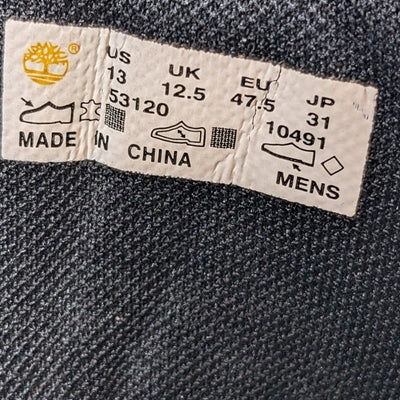 US UK EU JP
13 12.5 47.5 31
53120 10491
MADE IN CHINA MENS